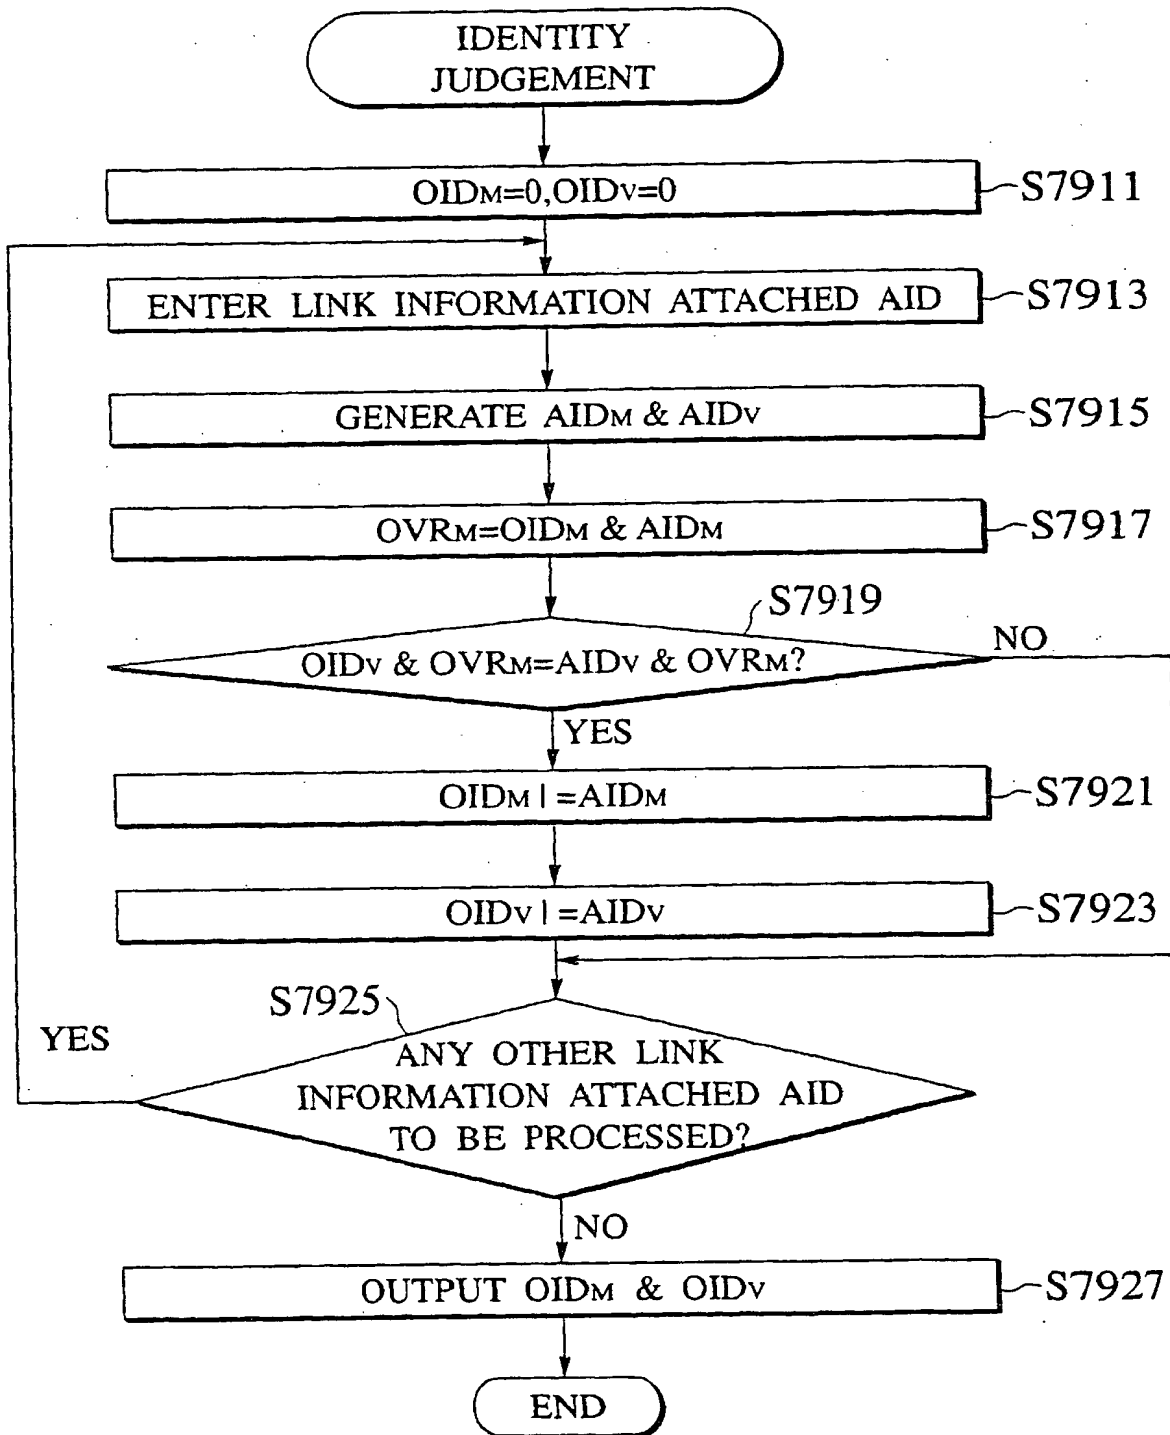 IDENTITY
JUDGEMENT
OIDM=0,OIDV=0
S7911
ENTER LINK INFORMATION ATTACHED AID
S7913
GENERATE AIDM & AIDV
S7915
OVRM=OIDM & AIDM
S7917
S7919
OIDV & OVRM=AIDV & OVRM?
NO
YES
OIDM | =AIDM
S7921
OIDV | =AIDV
S7923
S7925
YES
ANY OTHER LINK
INFORMATION ATTACHED AID
TO BE PROCESSED?
NO
OUTPUT OIDM & OIDV
S7927
END